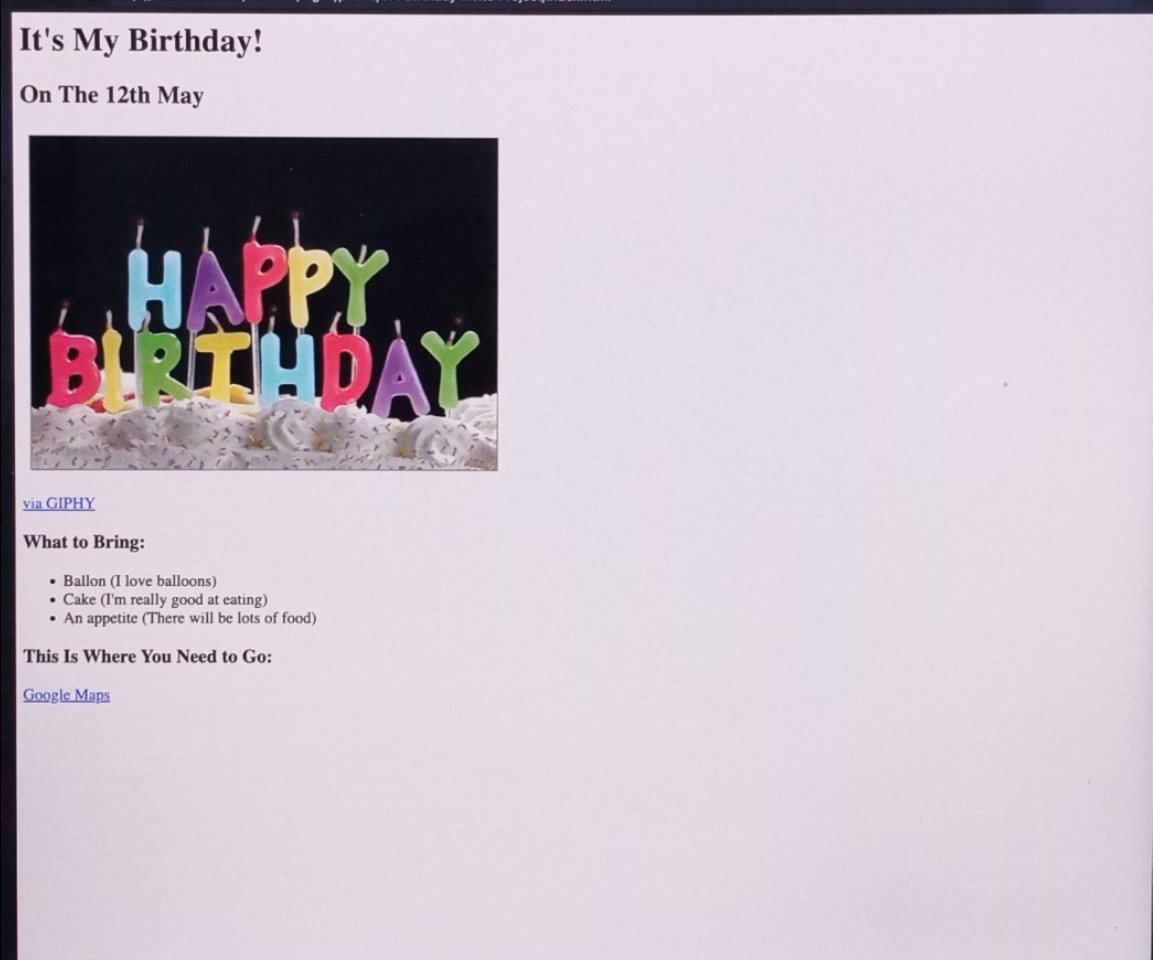 It's My Birthday!
On The 12th May
HAPPY
BIRTHDAY
via GIPHY
What to Bring:
• Ballon (I love balloons)
• Cake (I'm really good at eating)
• An appetite (There will be lots of food)
This Is Where You Need to Go:
Google Maps